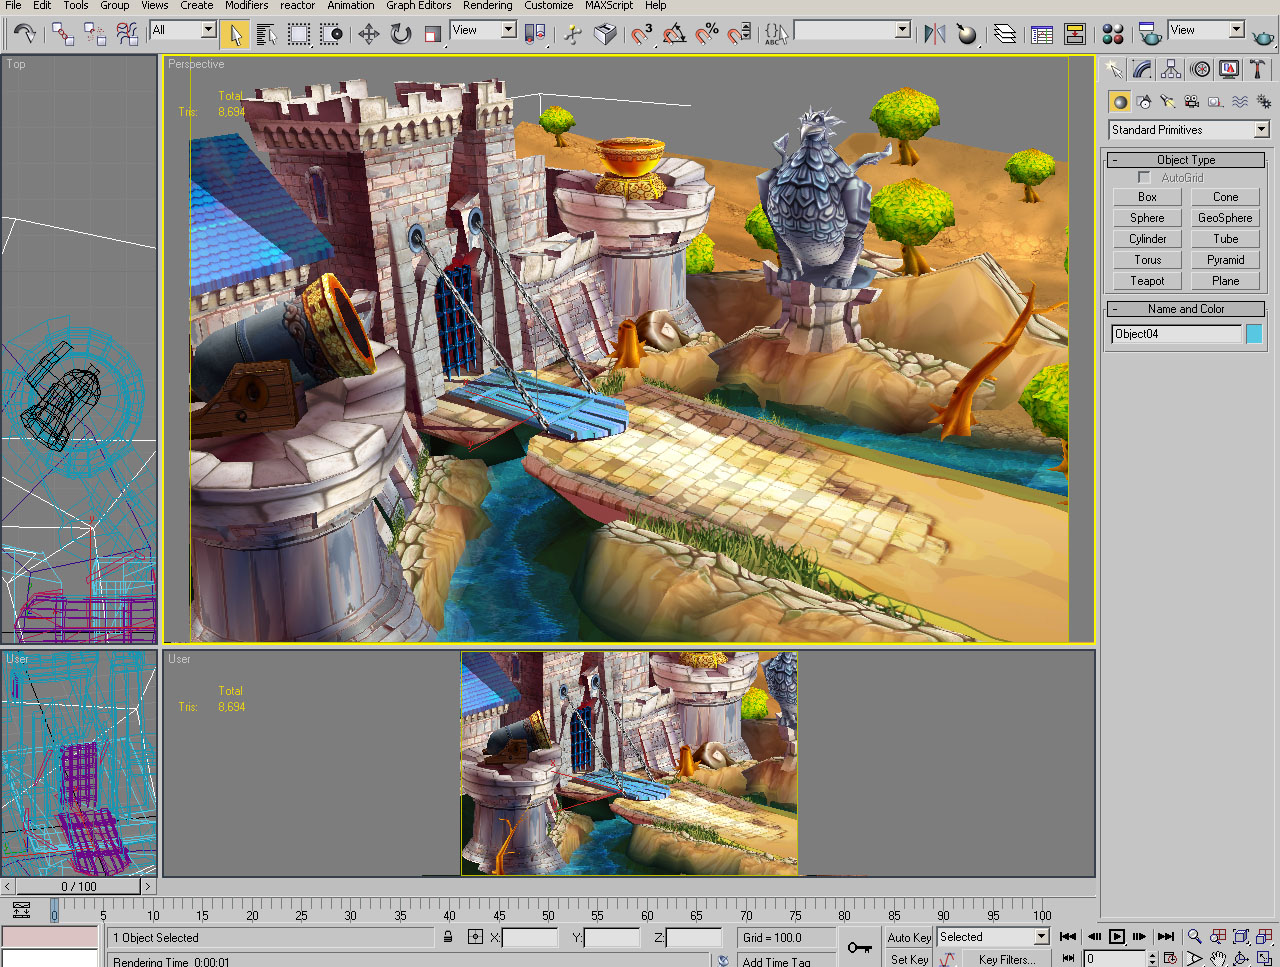 File Edit Tools Group Views Create Modifiers reactor Animation Graph Editors Rendering Customize MAXScript Help
All View 3 % ABC View
Top
Perspective
Total
Tris: 8,694
Standard Primitives
- Object Type
AutoGrid
Box Cone
Sphere GeoSphere
Cylinder Tube
Torus Pyramid
Teapot Plane
- Name and Color
Object04
User
User
Total
Tris: 8,694
< 0 / 100 >
0 5 10 15 20 25 30 35 40 45 50 55 60 65 70 75 80 85 90 95 100
1 Object Selected X: Y: Z: Grid = 100.0 Auto Key Selected
Rendering Time 0:00:01 Add Time Tag Set Key Key Filters... 0